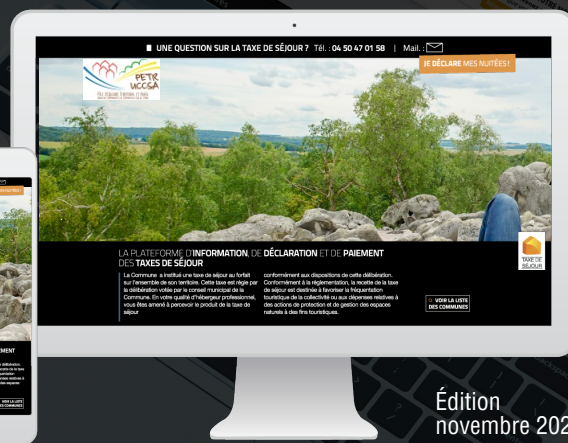 UNE QUESTION SUR LA TAXE DE SÉJOUR ? Tél. : 04 50 47 01 58 | Mail. :
JE DÉCLARE MES NUITÉES !
PETR
UCCSA
LA PLATEFORME D'INFORMATION, DE DÉCLARATION ET DE PAIEMENT
DES TAXES DE SÉJOUR
La Commune a institué une taxe de séjour au forfait
sur l'ensemble de son territoire. Cette taxe est régie par
la délibération votée par le conseil municipal de la
Commune. En votre qualité d'hébergeur professionnel,
vous êtes amené à percevoir le produit de la taxe de
séjour
conformément aux dispositions de cette délibération.
Conformément à la réglementation, la recette de la taxe
de séjour est destinée à favoriser la fréquentation
touristique de la collectivité ou aux dépenses relatives à
des actions de protection et de gestion des espaces
naturels à des fins touristiques.
TAXE DE
SÉJOUR
VOIR LA LISTE
DES COMMUNES
Édition
novembre 202